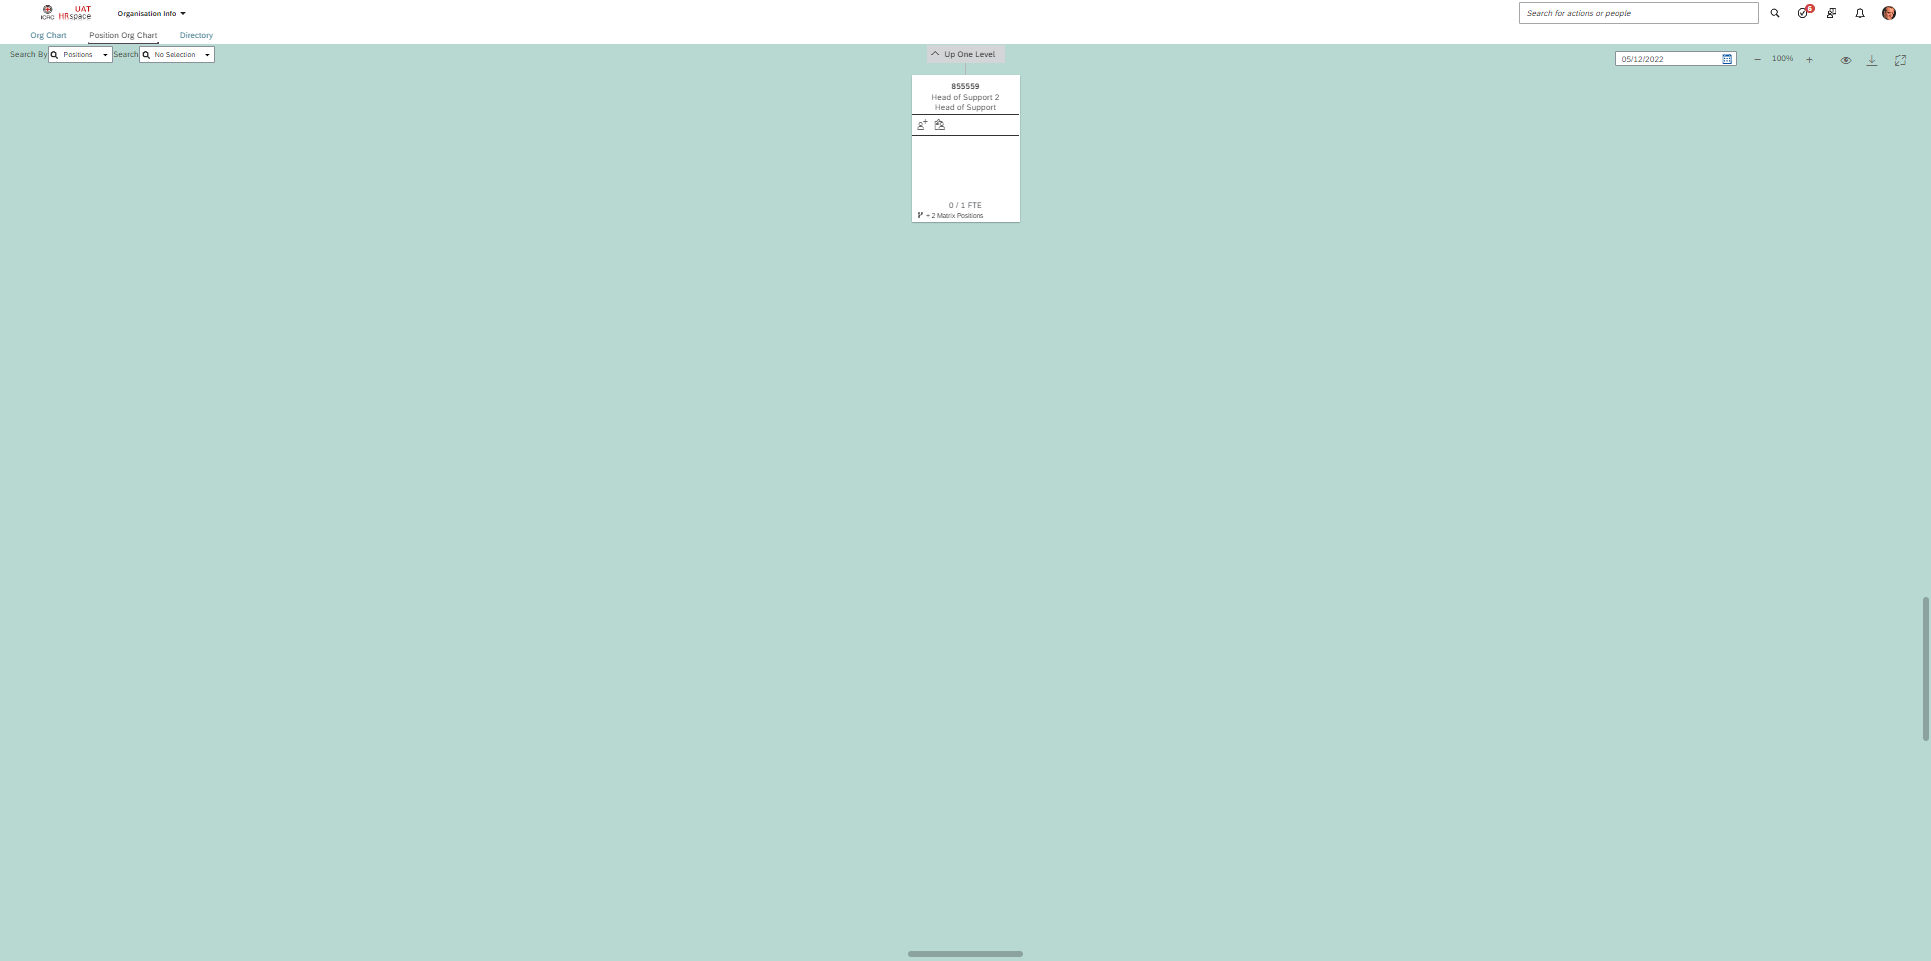 ICRC
UAT
HRspace
Organisation Info
Search for actions or people
6
Org Chart
Position Org Chart
Directory
Search By
Positions
Search
No Selection
Up One Level
05/12/2022
100%
855559
Head of Support 2
Head of Support
0 / 1 FTE
+ 2 Matrix Positions